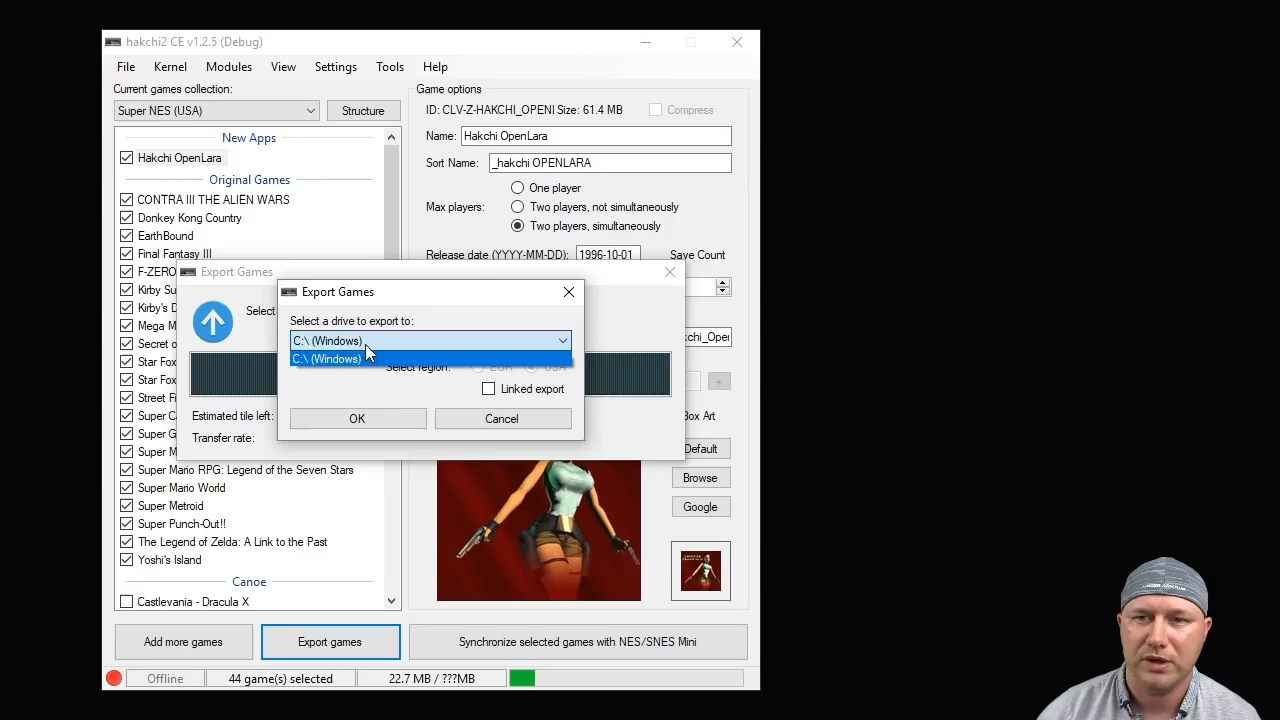 hakchi2 CE v1.2.5 (Debug)
File Kernel Modules View Settings Tools Help
Current games collection:
Super NES (USA) Structure
New Apps
Hakchi OpenLara
Original Games
CONTRA III THE ALIEN WARS
Donkey Kong Country
EarthBound
Final Fantasy III
F-ZERO
Kirby Su
Kirby's D
Mega M
Secret o
Star Fox
Star Fox
Street Fi
Super C
Super G
Super M
Super Mario RPG: Legend of the Seven Stars
Super Mario World
Super Metroid
Super Punch-Out!!
The Legend of Zelda: A Link to the Past
Yoshi's Island
Canoe
Castlevania - Dracula X
Game options
ID: CLV-Z-HAKCHI_OPENI Size: 61.4 MB Compress
Name: Hakchi OpenLara
Sort Name: _hakchi OPENLARA
One player
Max players: Two players, not simultaneously
Two players, simultaneously
Release date (YYYY-MM-DD): 1996-10-01 Save Count
kchi_Oper
Box Art
Default
Browse
Google
Export Games
Select
Estimated tile left:
Transfer rate:
Export Games
Select a drive to export to:
C:\ (Windows)
C:\ (Windows)
Select region: EUR USA
Linked export
OK Cancel
Add more games Export games Synchronize selected games with NES/SNES Mini
Offline 44 game(s) selected 22.7 MB / ???MB
UNDER ARMOUR